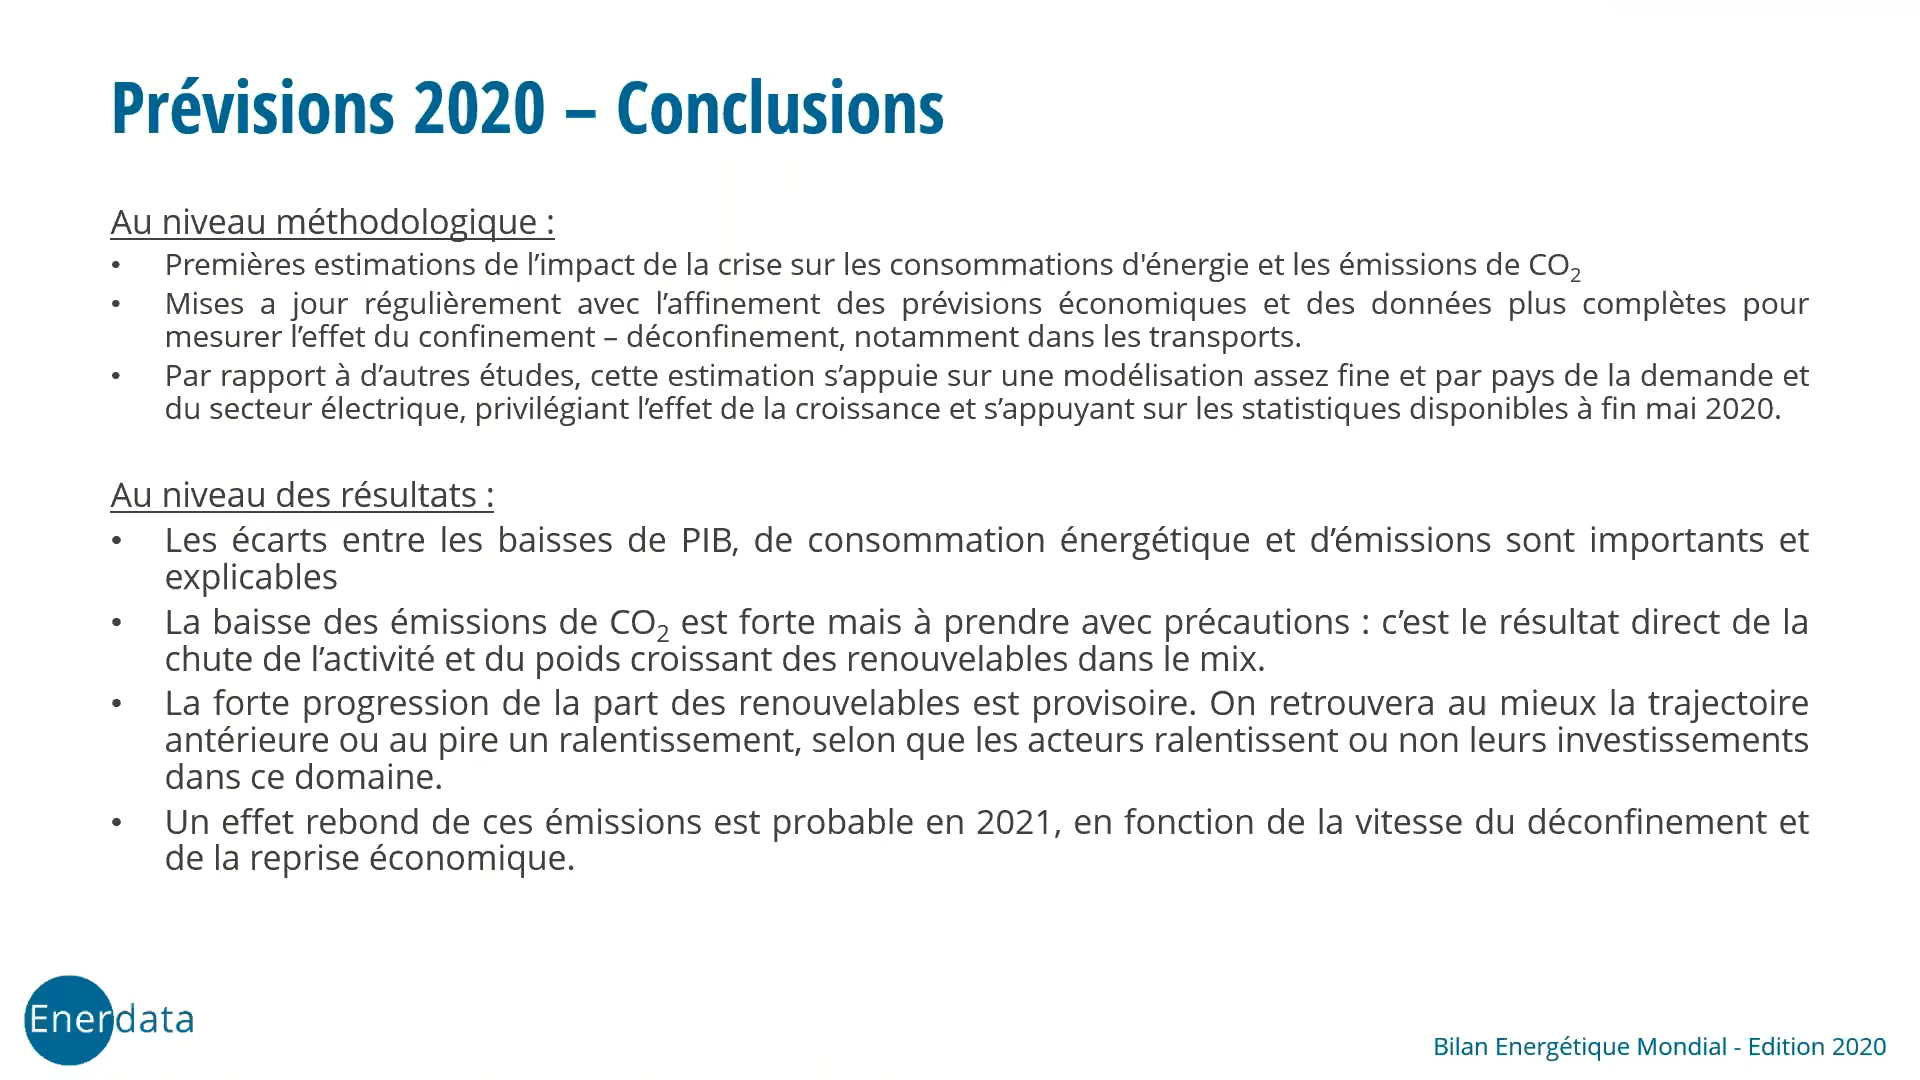 Prévisions 2020 – Conclusions
Au niveau méthodologique :
• Premières estimations de l’impact de la crise sur les consommations d'énergie et les émissions de CO₂
• Mises a jour régulièrement avec l’affinement des prévisions économiques et des données plus complètes pour
mesurer l’effet du confinement – déconfinement, notamment dans les transports.
• Par rapport à d’autres études, cette estimation s’appuie sur une modélisation assez fine et par pays de la demande et
du secteur électrique, privilégiant l’effet de la croissance et s’appuyant sur les statistiques disponibles à fin mai 2020.
Au niveau des résultats :
• Les écarts entre les baisses de PIB, de consommation énergétique et d’émissions sont importants et
explicables
• La baisse des émissions de CO₂ est forte mais à prendre avec précautions : c’est le résultat direct de la
chute de l’activité et du poids croissant des renouvelables dans le mix.
• La forte progression de la part des renouvelables est provisoire. On retrouvera au mieux la trajectoire
antérieure ou au pire un ralentissement, selon que les acteurs ralentissent ou non leurs investissements
dans ce domaine.
• Un effet rebond de ces émissions est probable en 2021, en fonction de la vitesse du déconfinement et
de la reprise économique.
Enerdata
Bilan Energétique Mondial - Edition 2020